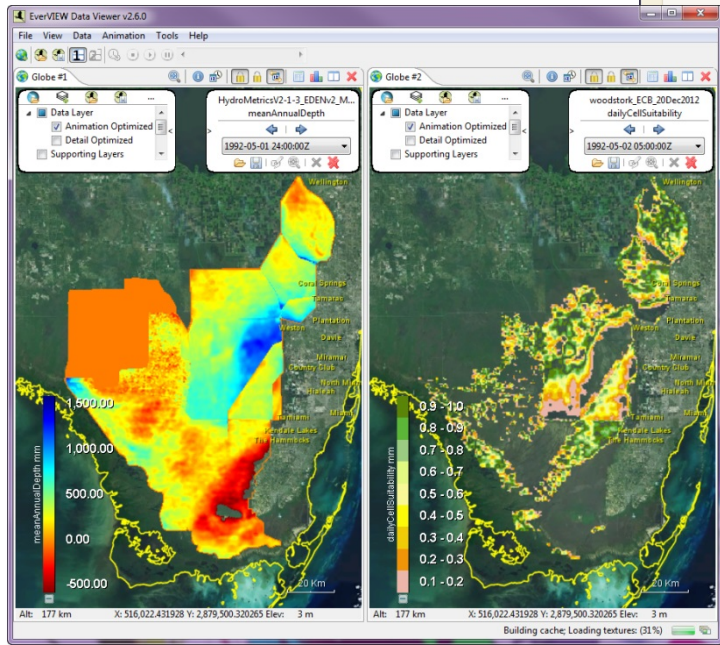 EverVIEW Data Viewer v2.6.0
File View Data Animation Tools Help
Globe #1
HydroMetricsV2-1-3_EDENv2_M...
meanAnnualDepth
Data Layer
Animation Optimized
Detail Optimized
Supporting Layers
1992-05-01 24:00:00Z
Wellington
Coral Springs
Tamarac
Plantation
Weston
Davie
Miramar
Country Club
North Mi
Hialeah
Tamiami
Miami
Kendale Lakes
The Hammocks
1,500.00
1,000.00
500.00
0.00
-500.00
meanAnnualDepth mm
20 Km
Alt: 177 km X: 516,022.431928 Y: 2,879,500.320265 Elev: 3 m
Globe #2
woodstork_ECB_20Dec2012
dailyCellSuitability
Data Layer
Animation Optimized
Detail Optimized
Supporting Layers
1992-05-02 05:00:00Z
Wellington
Coral Springs
Tamarac
Plantation
Weston
Davie
Miramar
Country Club
North Mi
Hialeah
Tamiami
Miami
Kendale Lakes
The Hammocks
0.9 - 1.0
0.8 - 0.9
0.7 - 0.8
0.6 - 0.7
0.5 - 0.6
0.4 - 0.5
0.3 - 0.4
0.2 - 0.3
0.1 - 0.2
dailyCellSuitability mm
20 Km
Alt: 177 km X: 516,022.431928 Y: 2,879,500.320265 Elev: 3 m
Building cache; Loading textures: (31%)